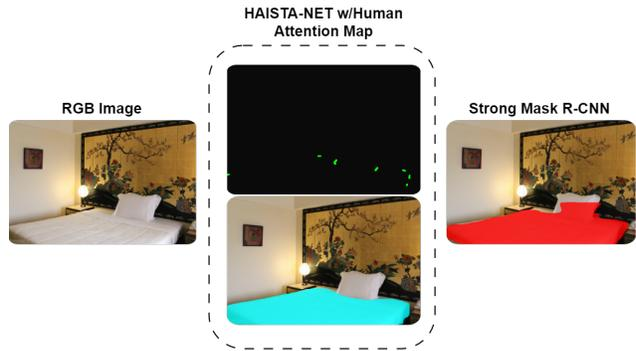 HAISTA-NET w/Human
Attention Map
RGB Image
Strong Mask R-CNN